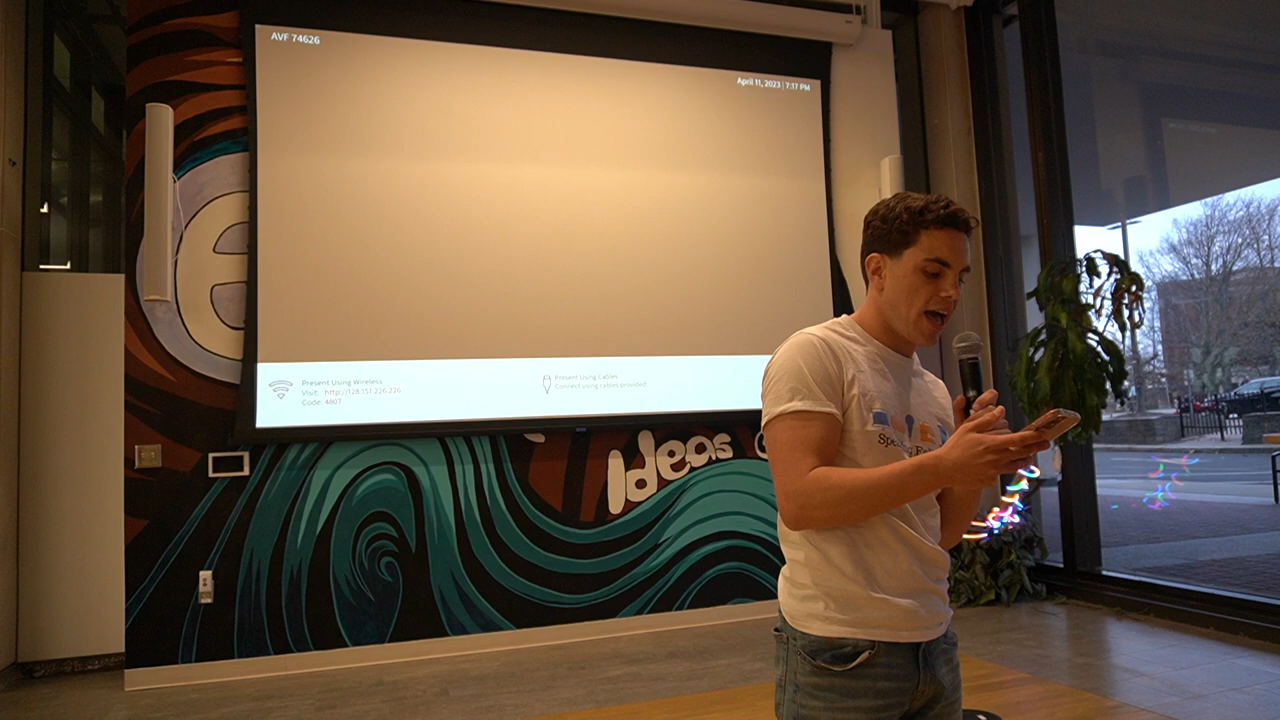 AVF 74626
April 11, 2023 | 7:17 PM
e
Present Using Wireless
Visit: http://128.151.226.226
Code: 4807
Present Using Cables
Connect using cables provided
Ideas